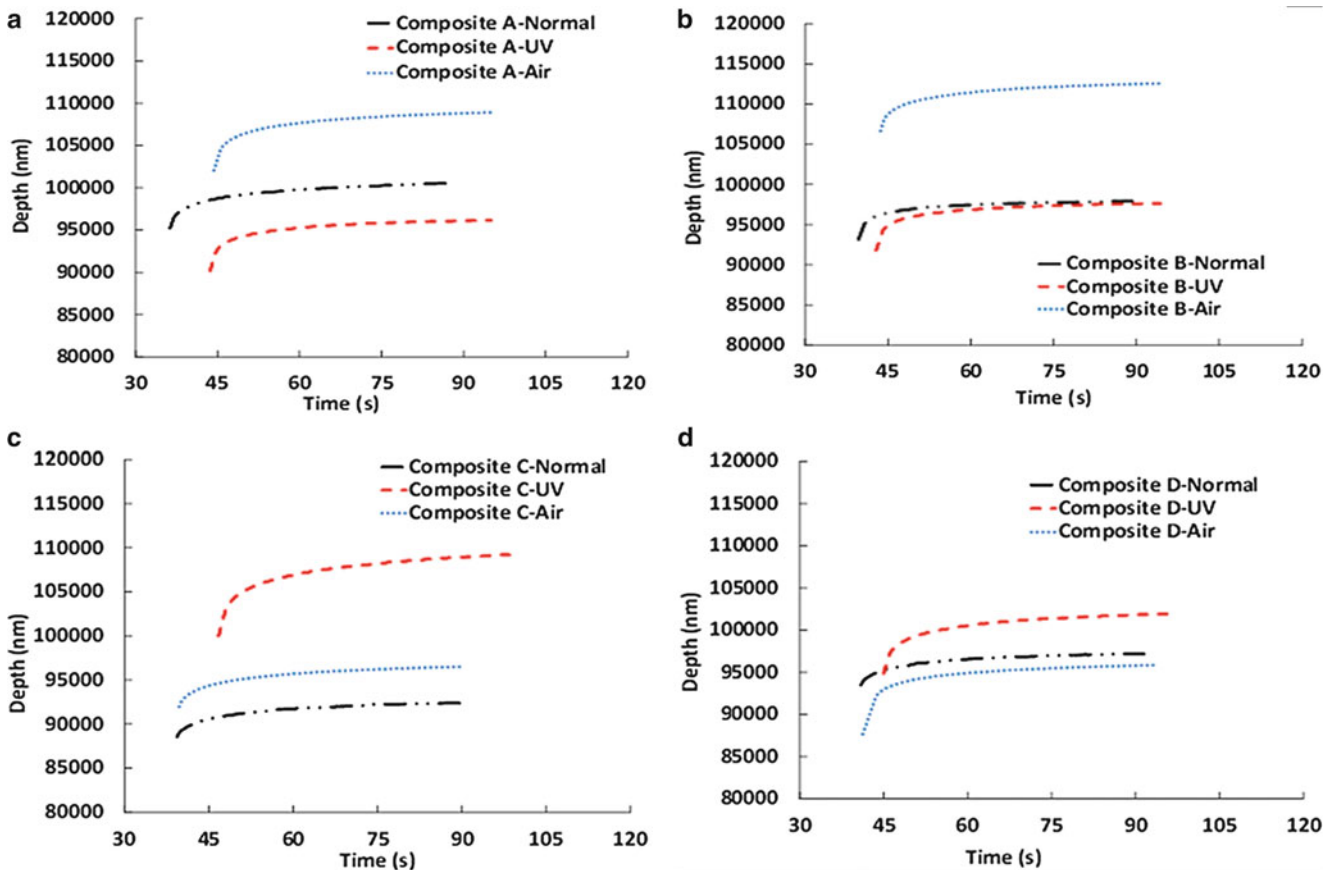 a
Composite A-Normal
Composite A-UV
Composite A-Air
120000
115000
110000
105000
100000
95000
90000
85000
80000
Depth (nm)
30 45 60 75 90 105 120
Time (s)
b
120000
115000
110000
105000
100000
95000
90000
85000
80000
Depth (nm)
Composite B-Normal
Composite B-UV
Composite B-Air
30 45 60 75 90 105 120
Time (s)
c
Composite C-Normal
Composite C-UV
Composite C-Air
120000
115000
110000
105000
100000
95000
90000
85000
80000
Depth (nm)
30 45 60 75 90 105 120
Time (s)
d
Composite D-Normal
Composite D-UV
Composite D-Air
120000
115000
110000
105000
100000
95000
90000
85000
80000
Depth (nm)
30 45 60 75 90 105 120
Time (s)